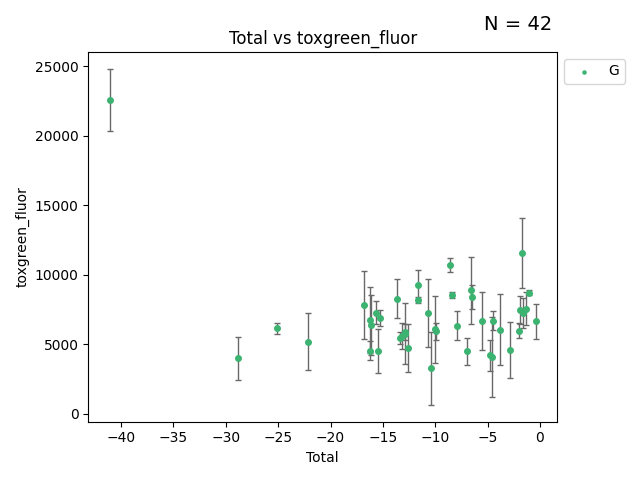 N = 42
Total vs toxgreen_fluor
G
25000
20000
15000
10000
5000
0
toxgreen_fluor
−40 −35 −30 −25 −20 −15 −10 −5 0
Total